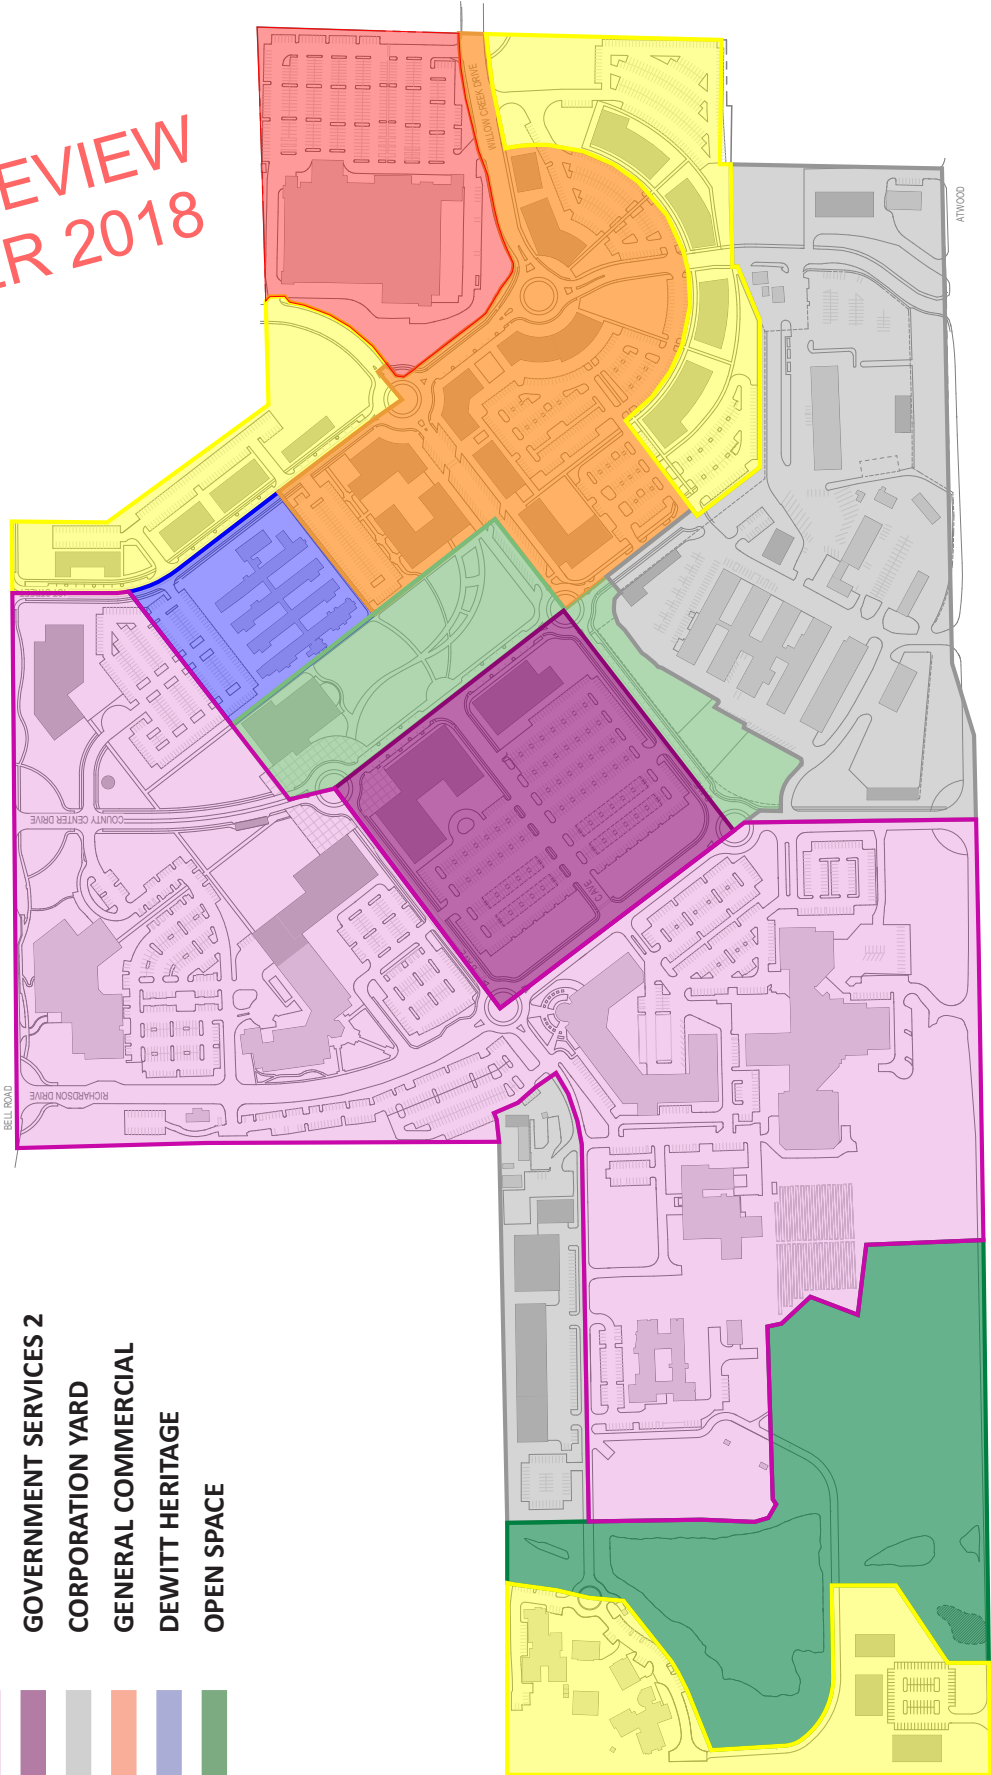 EVIEW
R 2018
WILLOW CREEK DRIVE
ATWOOD
COUNTY CENTER DRIVE
BELL ROAD
RICHARDSON DRIVE
GOVERNMENT SERVICES 2
CORPORATION YARD
GENERAL COMMERCIAL
DEWITT HERITAGE
OPEN SPACE